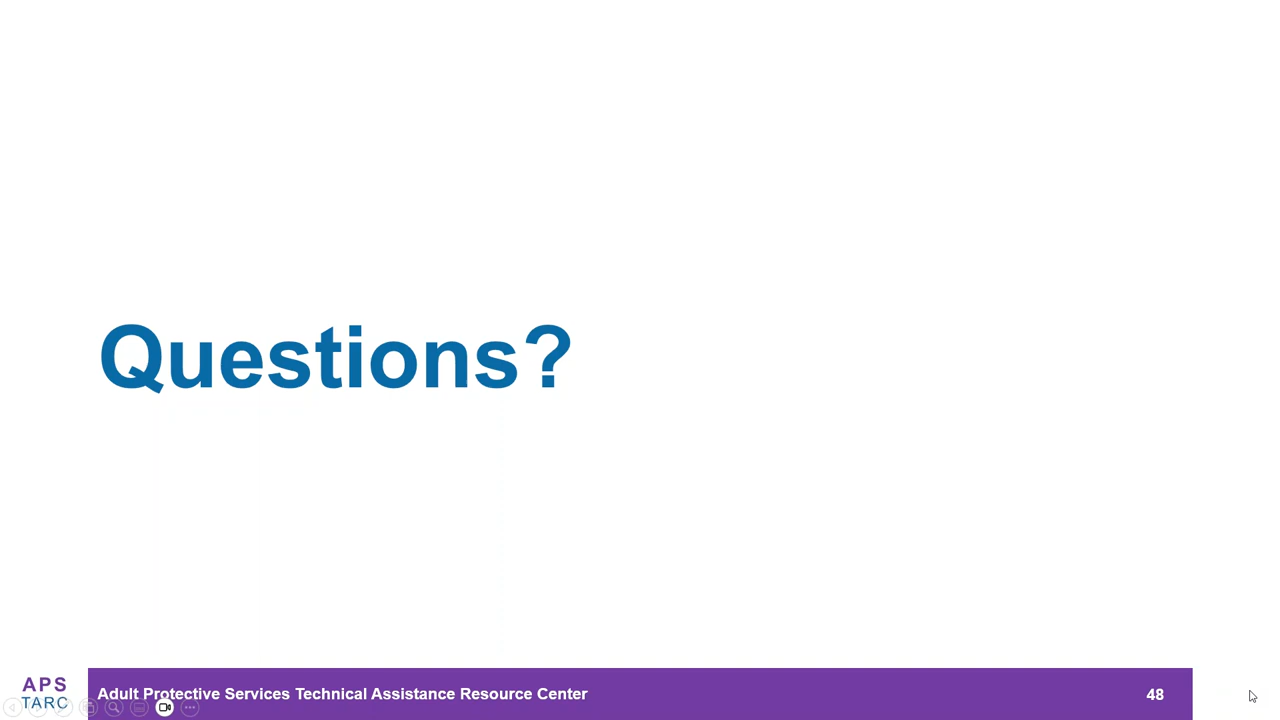 Questions?
APS
TARC
Adult Protective Services Technical Assistance Resource Center
48